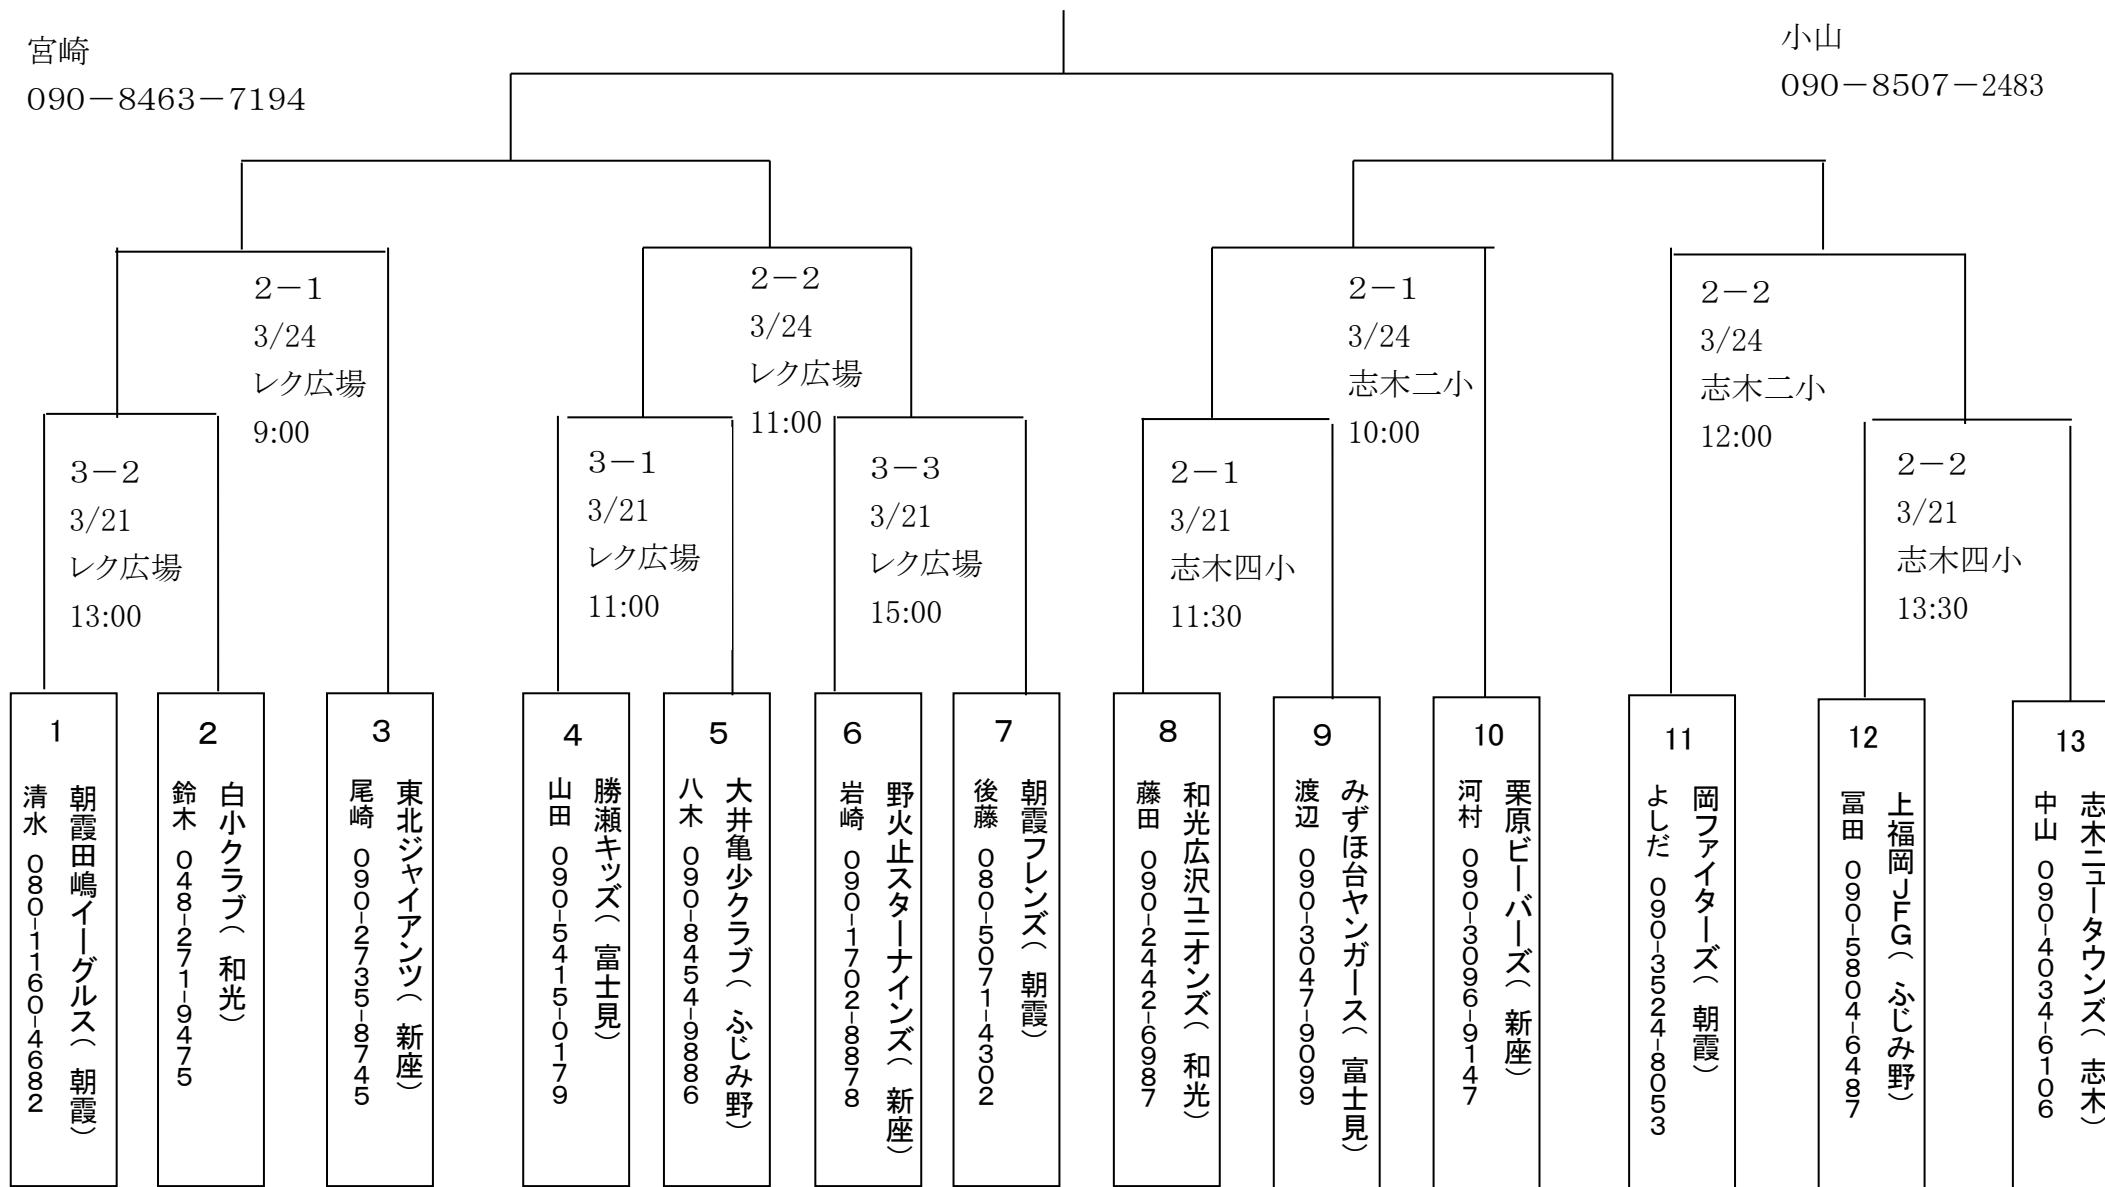 宮崎
０９０－８４６３－７１９４
小山
０９０－８５０７－2483
２－１
3/24
レク広場
9:00
２－２
3/24
レク広場
11:00
２－１
3/24
志木二小
10:00
２－２
3/24
志木二小
12:00
３－２
3/21
レク広場
13:00
３－１
3/21
レク広場
11:00
３－３
3/21
レク広場
15:00
２－１
3/21
志木四小
11:30
２－２
3/21
志木四小
13:30
1
朝霞田嶋イーグルス（朝霞）
清水 ０８０－１１６０－４６８２
２
白小クラブ（和光）
鈴木 ０４８－２７１－９４７５
３
東北ジャイアンツ（新座）
尾崎 ０９０－２７３５－８７４５
４
勝瀬キッズ（富士見）
山田 ０９０－５４１５－０１７９
５
大井亀少クラブ（ふじみ野）
八木 ０９０－８４５４－９８８６
６
野火止スターナインズ（新座）
岩崎 ０９０－１７０２－８８７８
７
朝霞フレンズ（朝霞）
後藤 ０８０－５０７１－４３０２
８
和光広沢ユニオンズ（和光）
藤田 ０９０－２４４２－６９８７
９
みずほ台ヤンガース（富士見）
渡辺 ０９０－３０４７－９０９９
10
栗原ビーバーズ（新座）
河村 ０９０－３０９６－９１４７
11
岡ファイターズ（朝霞）
よしだ ０９０－３５２４－８０５３
12
上福岡ＪＦＧ（ふじみ野）
冨田 ０９０－５８０４－６４８７
13
志木ニュータウンズ（志木）
中山 ０９０－４０３４－６１０６